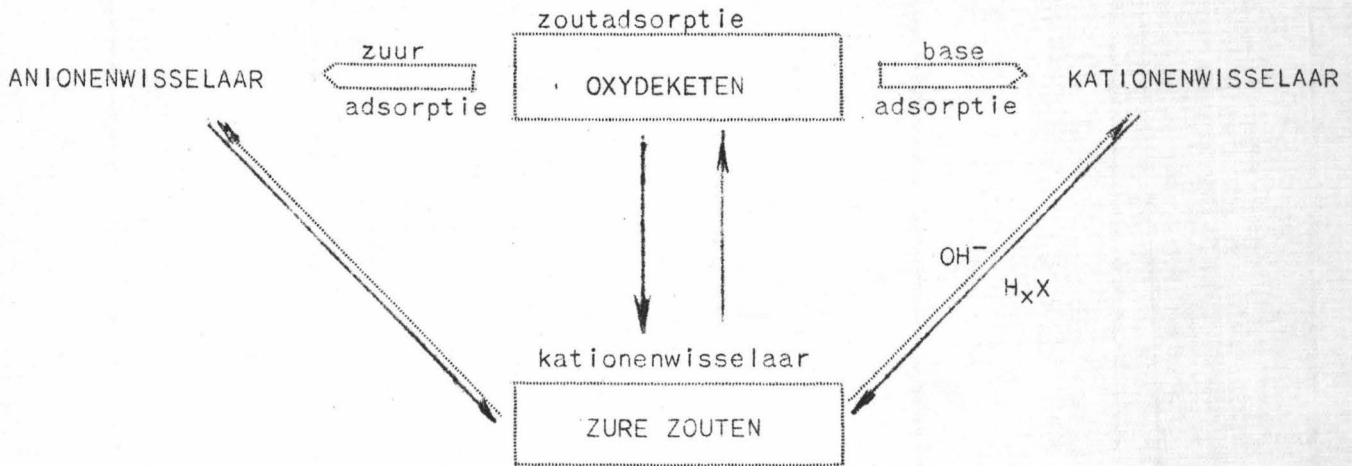 zoutadsorptie
zuur
base
ANIONENWISSELAAR
OXYDEKETEN
KATIONENWISSELAAR
adsorptie
adsorptie
OH⁻
HₓX
kationenwisselaar
ZURE ZOUTEN